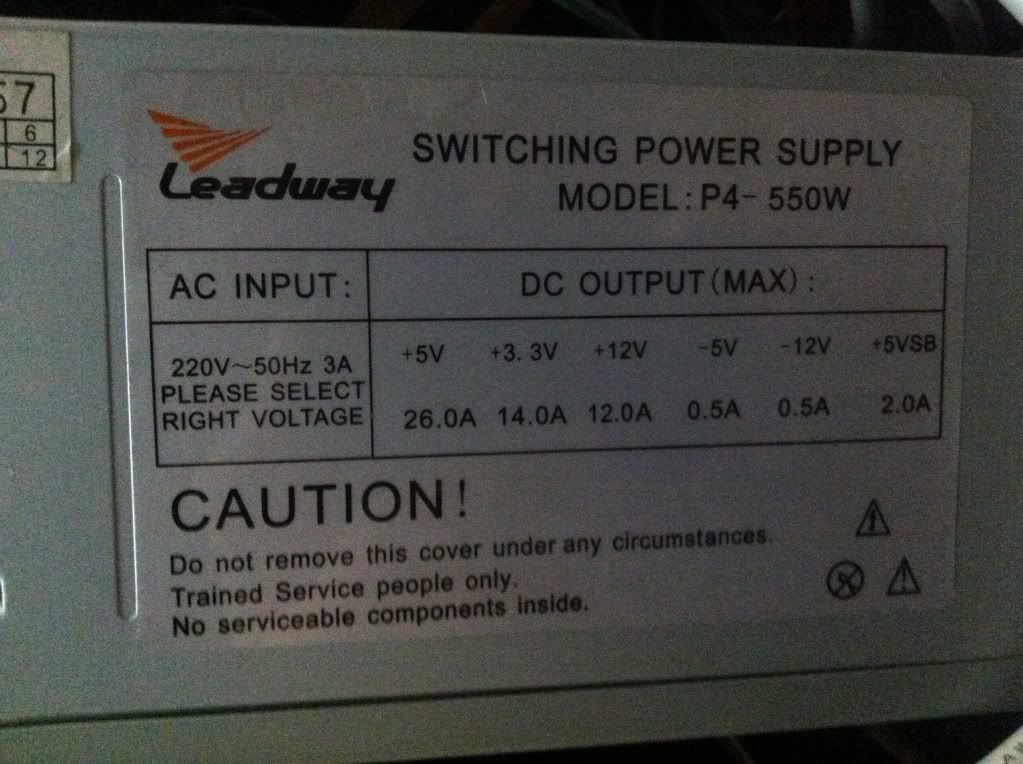 57
6
12
Leadway
SWITCHING POWER SUPPLY
MODEL: P4- 550W
AC INPUT: DC OUTPUT(MAX):
220V~50Hz 3A
PLEASE SELECT
RIGHT VOLTAGE
+5V +3.3V +12V -5V -12V +5VSB
26.0A 14.0A 12.0A 0.5A 0.5A 2.0A
CAUTION!
Do not remove this cover under any circumstances.
Trained Service people only.
No serviceable components inside.